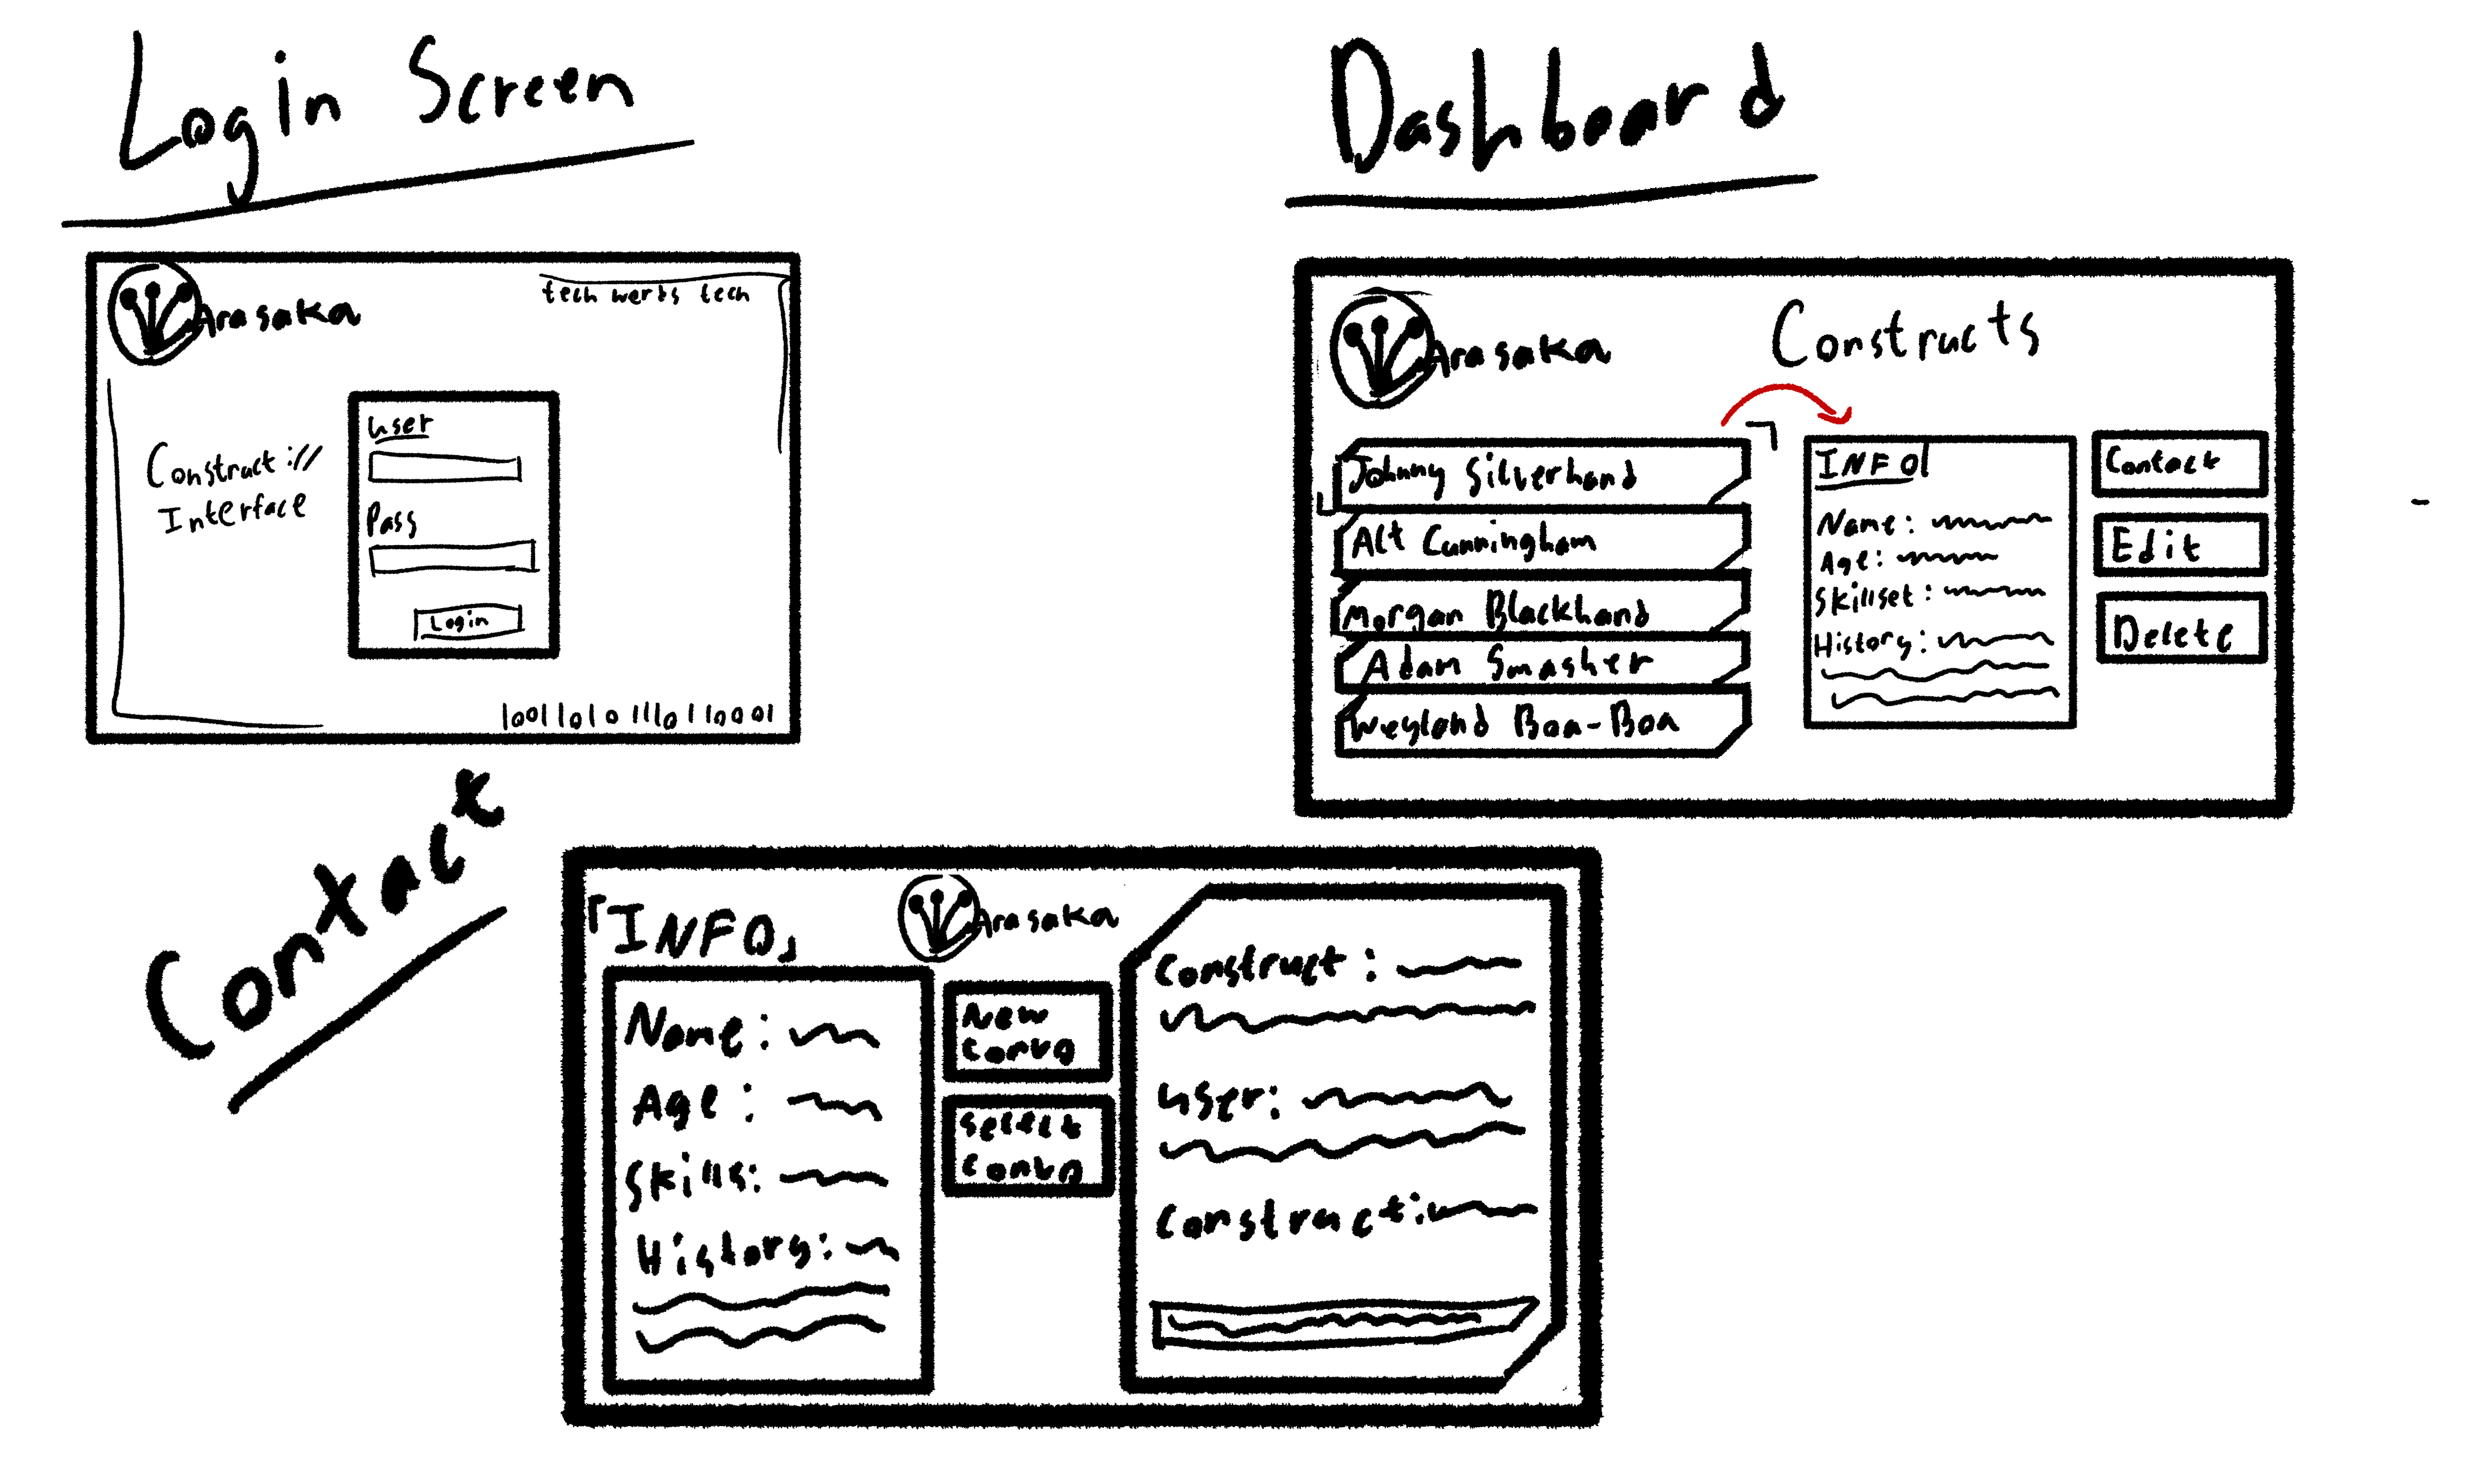 Login Screen
Arasaka
tech werds tech
Construct://
Interface
User
Pass
Login
Dashboard
Arasaka
Constructs
Johnny Silverhand
Alt Cunningham
Morgan Blackhand
Adam Smasher
Weyland Boa-Boa
INFO
Name:
Age:
Skillset:
History:
Contact
Edit
Delete
Contact
「INFO」
Arasaka
Name:
Age:
Skills:
History:
New
Convo
Select
Convo
Construct:
User:
Construct: